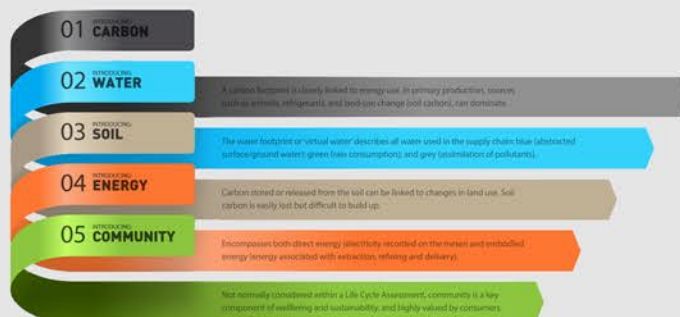 01 INTRODUCING CARBON
02 INTRODUCING WATER
A carbon footprint is closely linked to energy use. In primary production, sources
such as animals, refrigerants, and land-use change (soil carbon), can dominate.
03 INTRODUCING SOIL
The water footprint or 'virtual water' describes all water used in the supply chain blue (abstracted
surface/ground water) green (rain consumption); and grey (assimilation of pollutants).
04 INTRODUCING ENERGY
Carbon stored or released from the soil can be linked to changes in land use. Soil
carbon is easily lost but difficult to build up.
05 INTRODUCING COMMUNITY
Encompasses both direct energy (electricity recorded on the meter) and embodied
energy (energy associated with extraction, refining and delivery).
Not normally considered within a Life Cycle Assessment, community is a key
component of wellbeing and sustainability, and highly valued by consumers